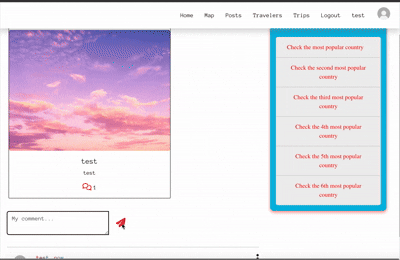 Home Map Posts Travelers Trips Logout test
test
test
1
My comment...
Check the most popular country
Check the second most popular
country
Check the third most popular
country
Check the 4th most popular
country
Check the 5th most popular
country
Check the 6th most popular
country